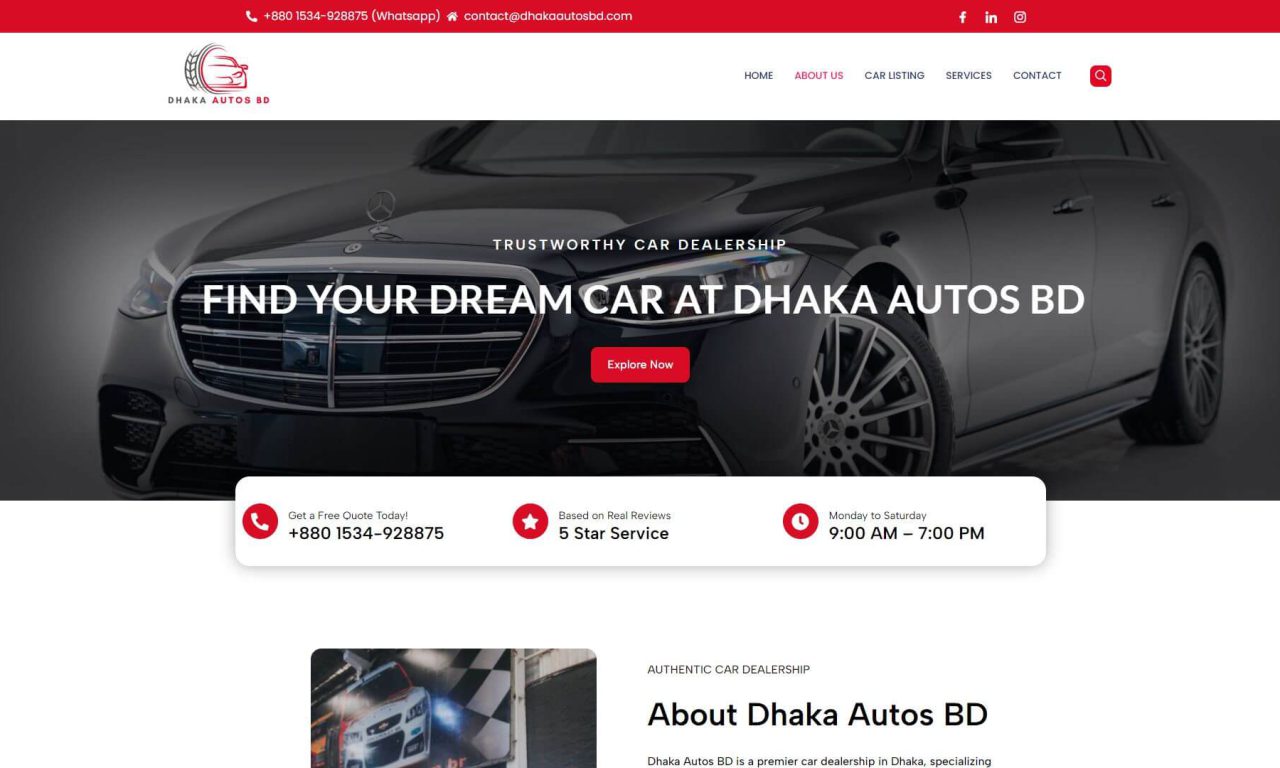 +880 1534-928875 (Whatsapp) contact@dhakaautosbd.com
DHAKA AUTOS BD
HOME ABOUT US CAR LISTING SERVICES CONTACT
TRUSTWORTHY CAR DEALERSHIP
FIND YOUR DREAM CAR AT DHAKA AUTOS BD
Explore Now
Get a Free Quote Today!
+880 1534-928875
Based on Real Reviews
5 Star Service
Monday to Saturday
9:00 AM – 7:00 PM
AUTHENTIC CAR DEALERSHIP
About Dhaka Autos BD
Dhaka Autos BD is a premier car dealership in Dhaka, specializing